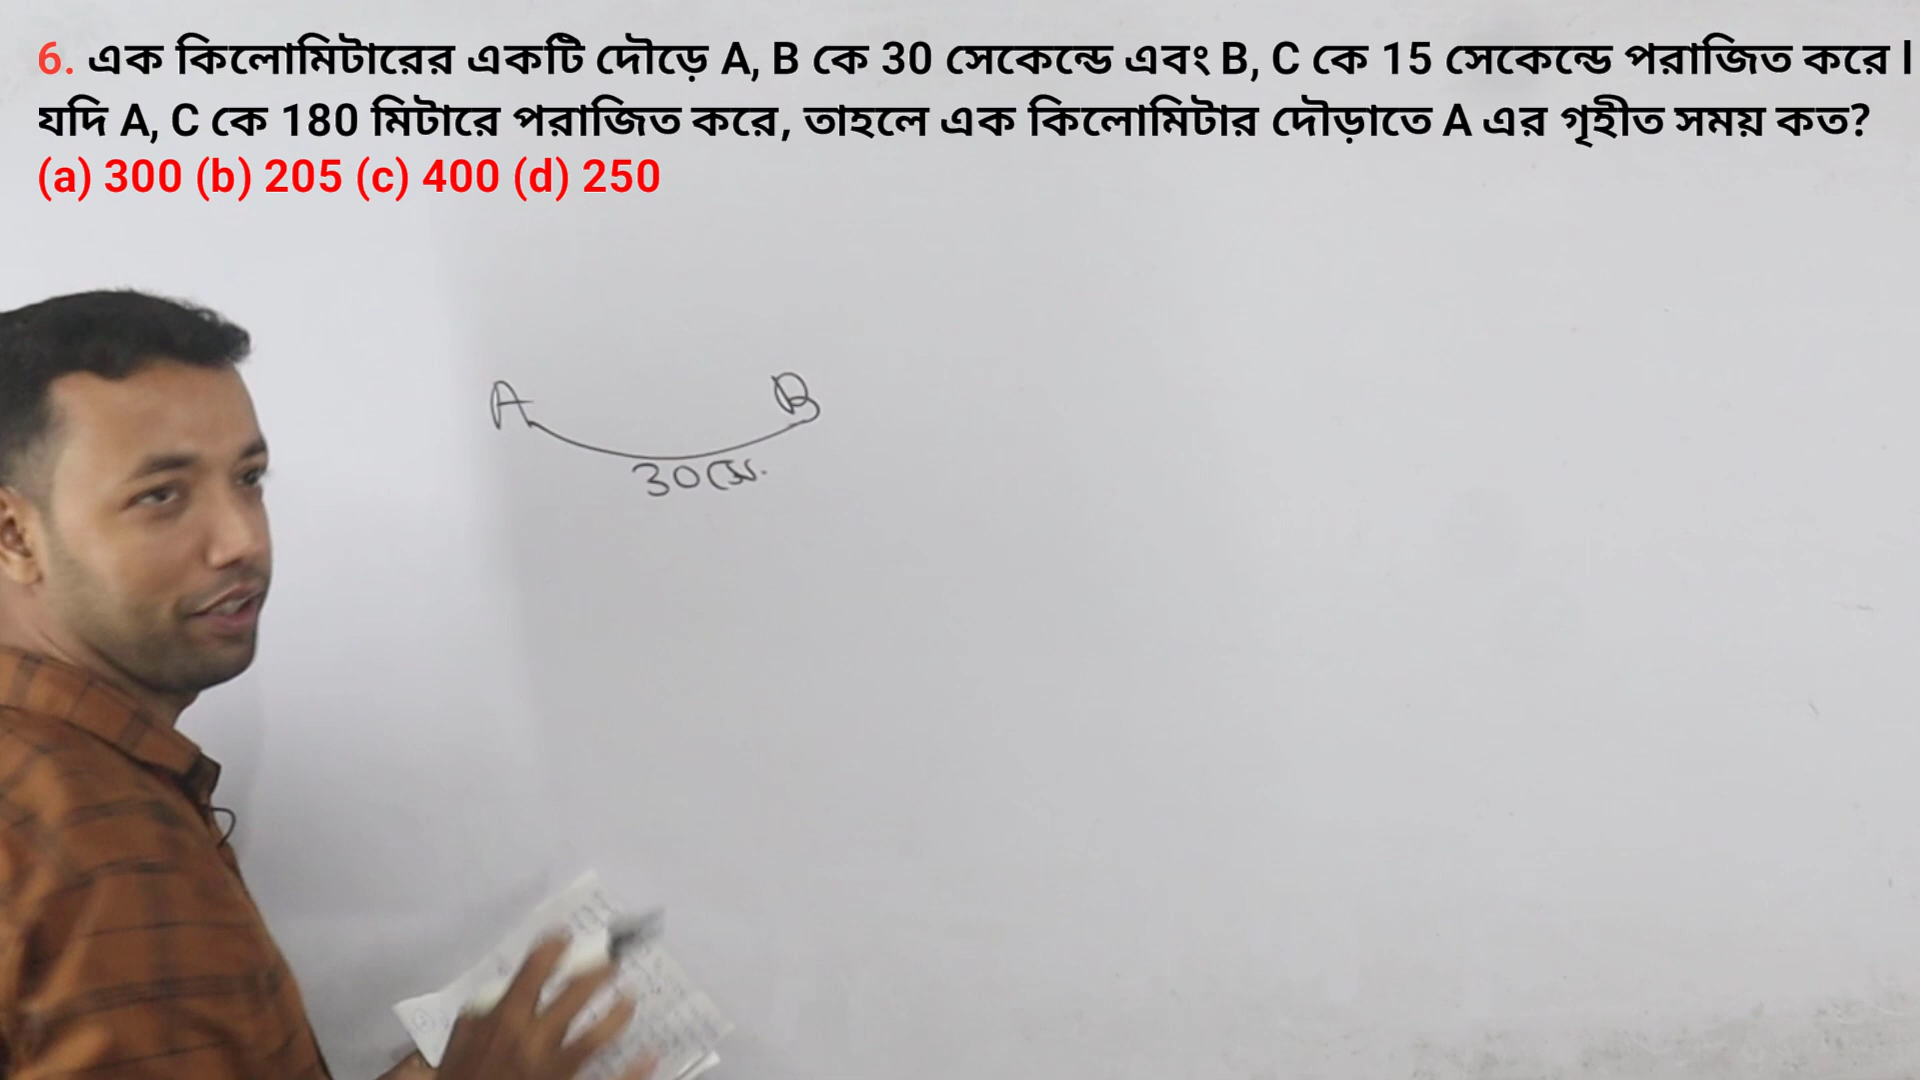 6. এক কিলোমিটারের একটি দৌড়ে A, B কে 30 সেকেন্ডে এবং B, C কে 15 সেকেন্ডে পরাজিত করে।
যদি A, C কে 180 মিটারে পরাজিত করে, তাহলে এক কিলোমিটার দৌড়াতে A এর গৃহীত সময় কত?
(a) 300 (b) 205 (c) 400 (d) 250
A B
30 সে.